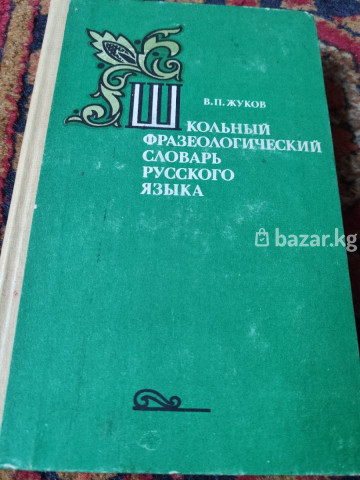 В.П. ЖУКОВ
ШКОЛЬНЫЙ
ФРАЗЕОЛОГИЧЕСКИЙ
СЛОВАРЬ
РУССКОГО
ЯЗЫКА
bazar.kg